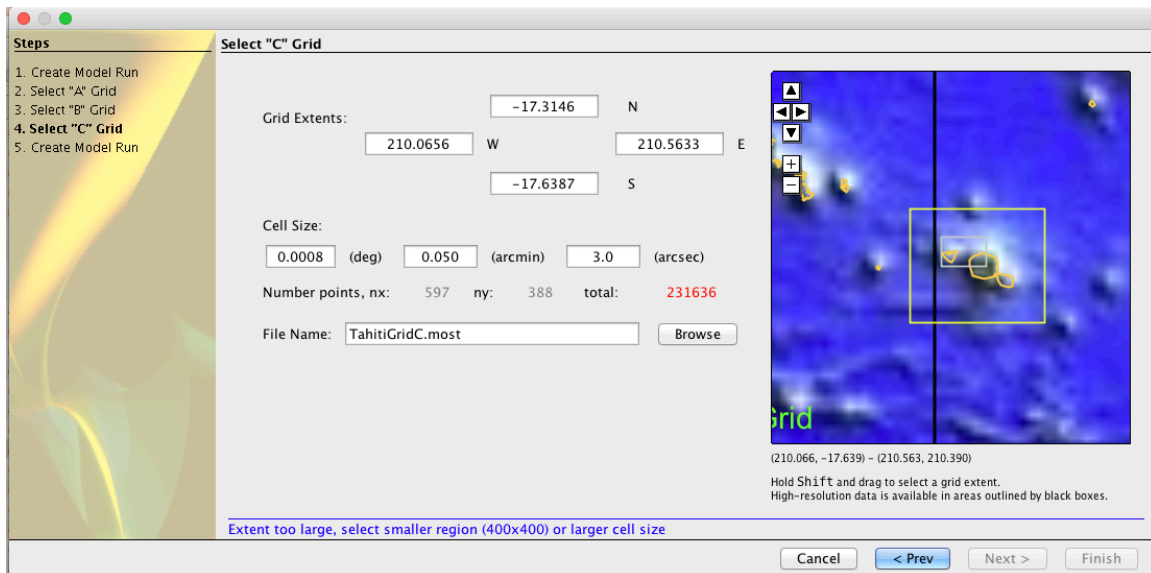 Steps
1. Create Model Run
2. Select "A" Grid
3. Select "B" Grid
4. Select "C" Grid
5. Create Model Run
Select "C" Grid
Grid Extents:
-17.3146 N
210.0656 W 210.5633 E
-17.6387 S
Cell Size:
0.0008 (deg) 0.050 (arcmin) 3.0 (arcsec)
Number points, nx: 597 ny: 388 total: 231636
File Name: TahitiGridC.most Browse
Grid
(210.066, -17.639) - (210.563, 210.390)
Hold Shift and drag to select a grid extent.
High-resolution data is available in areas outlined by black boxes.
Extent too large, select smaller region (400x400) or larger cell size
Cancel < Prev Next > Finish